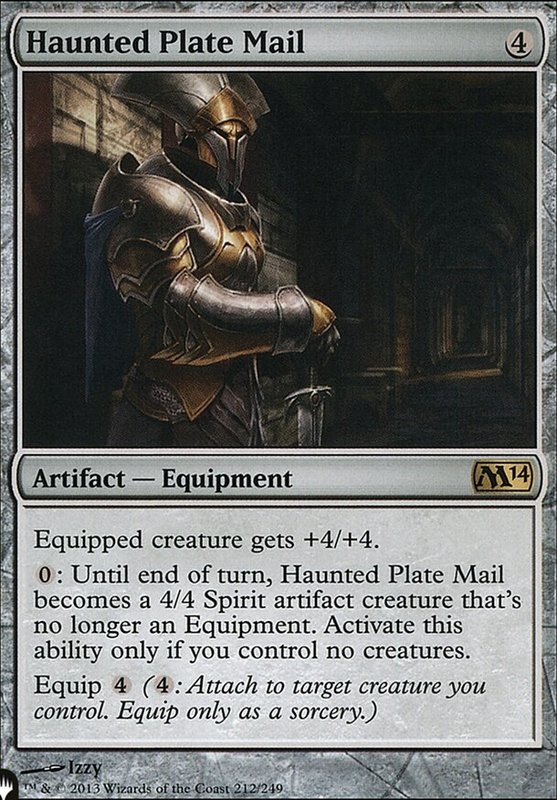 Haunted Plate Mail 4
Artifact — Equipment M14
Equipped creature gets +4/+4.
0: Until end of turn, Haunted Plate Mail
becomes a 4/4 Spirit artifact creature that's
no longer an Equipment. Activate this
ability only if you control no creatures.
Equip 4 (4: Attach to target creature you
control. Equip only as a sorcery.)
Izzy
™ & © 2013 Wizards of the Coast 212/249